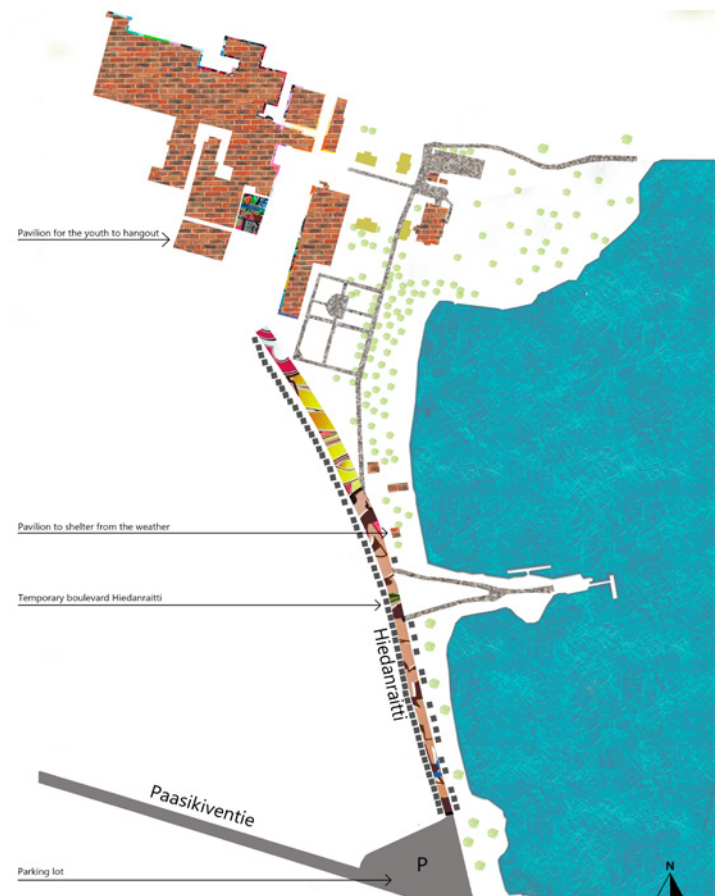 Pavilion for the youth to hangout
Pavilion to shelter from the weather
Temporary boulevard Hiedanraitti
Hiedanraitti
Paasikiventie
Parking lot
P
N